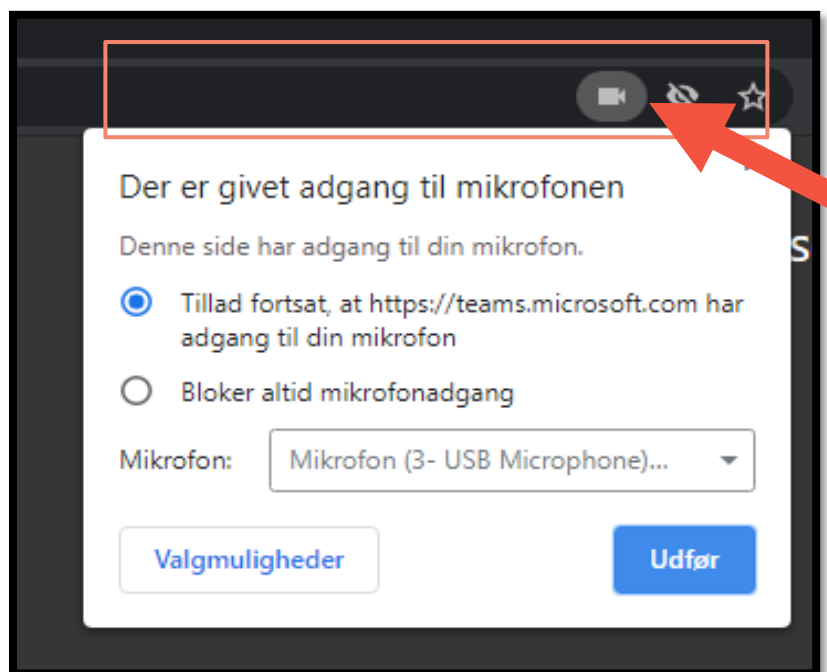 Der er givet adgang til mikrofonen
Denne side har adgang til din mikrofon.
S
Tillad fortsat, at https://teams.microsoft.com har
adgang til din mikrofon
Bloker altid mikrofonadgang
Mikrofon: Mikrofon (3- USB Microphone)...
Valgmuligheder Udfør